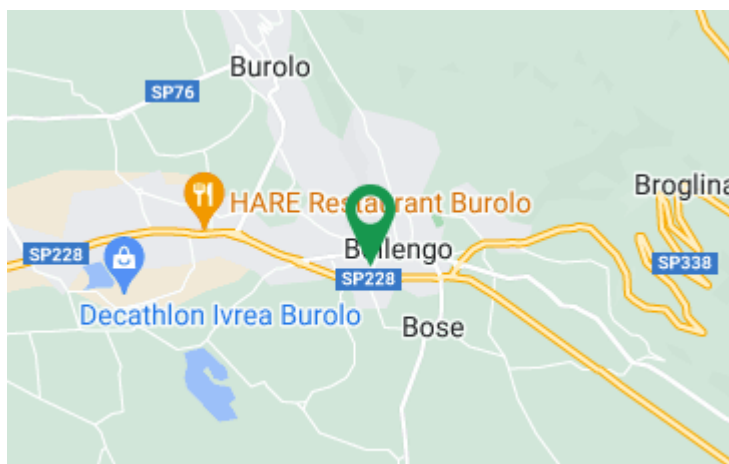 Burolo
SP76
Broglina
HARE Restaurant Burolo
SP228
Bollengo
SP338
SP228
Decathlon Ivrea Burolo
Bose